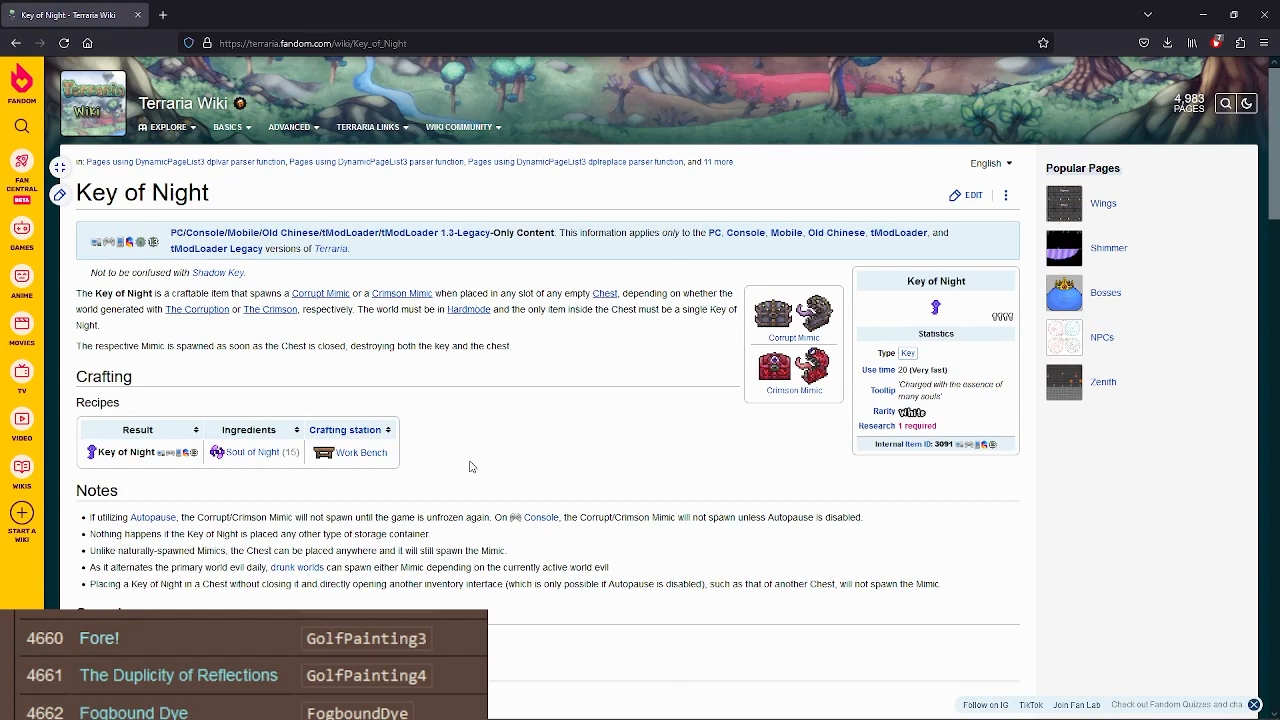 Key of Night - Terraria Wiki
https://terraria.fandom.com/wiki/Key_of_Night
7
FANDOM
Terraria
Wiki
Terraria Wiki
4,983
PAGES
EXPLORE
BASICS
ADVANCED
TERRARIA LINKS
WIKI COMMUNITY
FAN
CENTRAL
BETA
GAMES
ANIME
MOVIES
TV
VIDEO
WIKIS
START A
WIKI
in: Pages using DynamicPageList3 dplvar parser function, Pages using DynamicPageList3 parser function, Pages using DynamicPageList3 dplreplace parser function, and 11 more
English
Key of Night
EDIT
PC/Console/Mobile/Old Chinese/tModLoader/tModLoader 1.3-Legacy-Only Content. This information applies only to the PC, Console, Mobile, Old Chinese, tModLoader, and
tModLoader Legacy versions of Terraria.
Not to be confused with Shadow Key.
The Key of Night is a craftable item that spawns a Corrupt Mimic or a Crimson Mimic when placed in any slot of any empty Chest, depending on whether the
world generated with The Corruption or The Crimson, respectively. The world must be in Hardmode and the only item inside the Chest must be a single Key of
Night.
The respective Mimic is spawned as soon as the Chest is closed, destroying both the key and the chest.
Corrupt Mimic
Crimson Mimic
Key of Night
Statistics
Type Key
Use time 20 (Very fast)
Tooltip 'Charged with the essence of
many souls'
Rarity White
Research 1 required
Internal Item ID: 3091
Crafting
Recipes
Result Ingredients Crafting station
Key of Night Soul of Night (15) Work Bench
Notes
If utilizing Autopause, the Corrupt/Crimson Mimic will not spawn until the game is unfrozen again. On Console, the Corrupt/Crimson Mimic will not spawn unless Autopause is disabled.
Nothing happens if the Key of Night is placed any other type of storage container.
Unlike naturally-spawned Mimics, the Chest can be placed anywhere and it will still spawn the Mimic.
As it alternates the primary world evil daily, drunk worlds can spawn either Mimic depending on the currently active world evil
Placing a Key of Night in a Chest without closing it and directly opening another inventory interface (which is only possible if Autopause is disabled), such as that of another Chest, will not spawn the Mimic.
Popular Pages
Wings
Shimmer
Bosses
NPCs
Zenith
4660 Fore! GolfPainting3
4661 The Duplicity of Reflections GolfPainting4
4662 Fogbound Dye FogboundDye
Follow on IG TikTok Join Fan Lab Check out Fandom Quizzes and cha